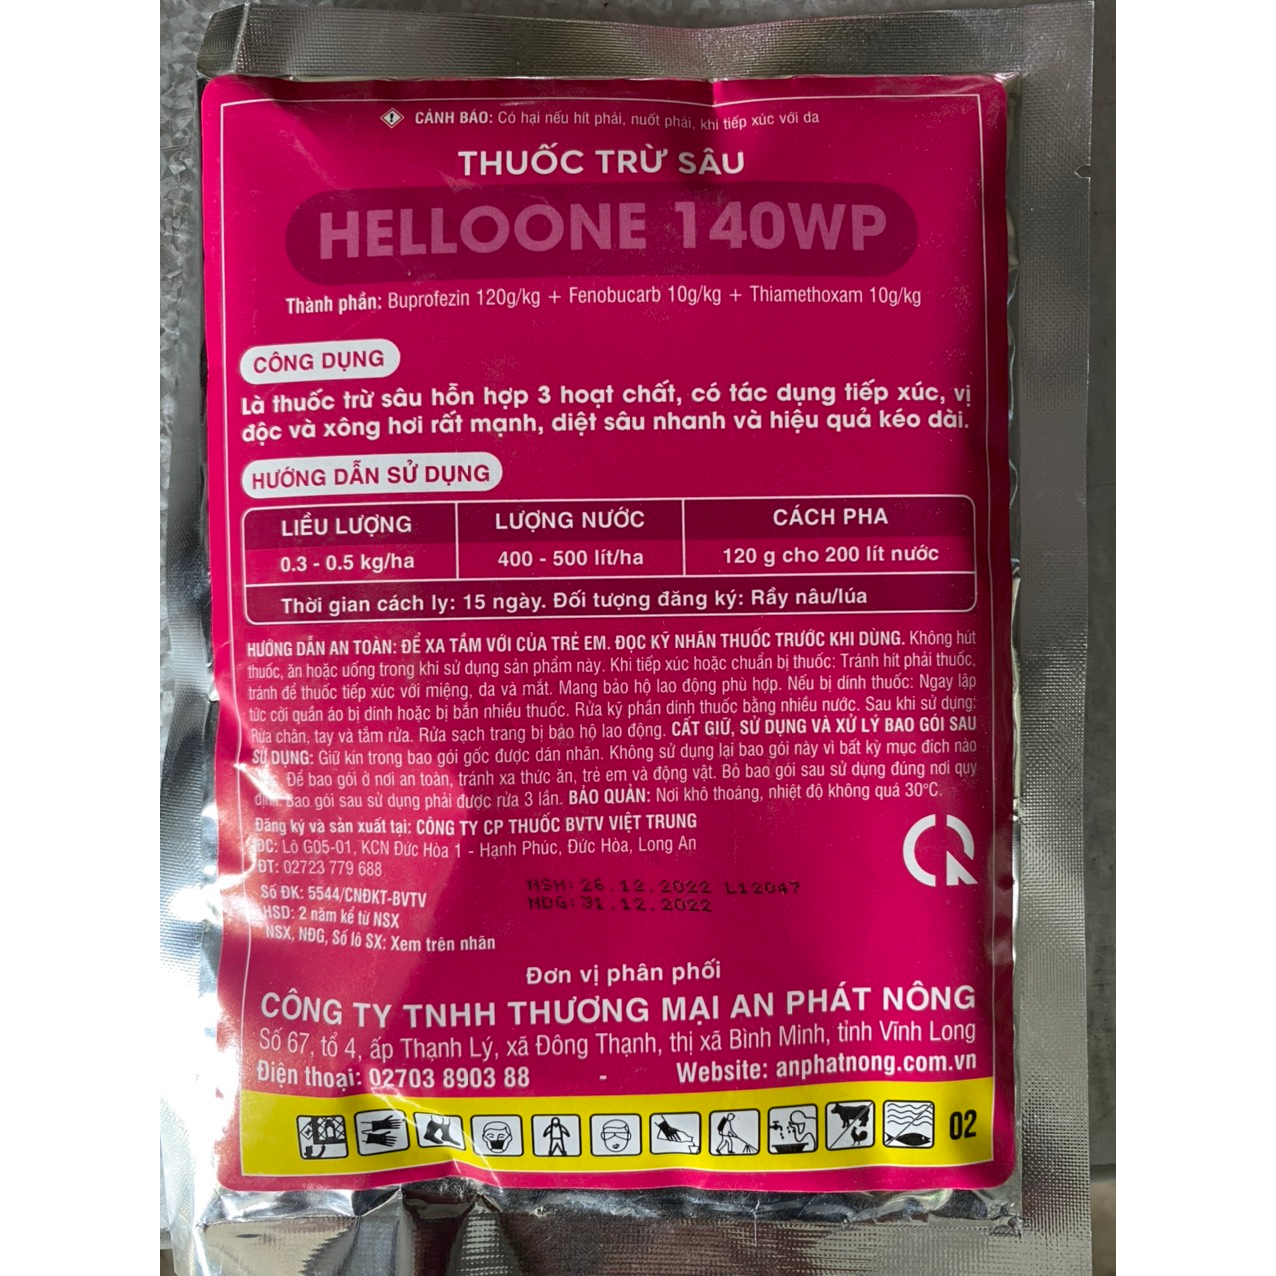 CẢNH BÁO: Có hại nếu hít phải, nuốt phải, khi tiếp xúc với da
THUỐC TRỪ SÂU
HELLOONE 140WP
Thành phần: Buprofezin 120g/kg + Fenobucarb 10g/kg + Thiamethoxam 10g/kg
CÔNG DỤNG
Là thuốc trừ sâu hỗn hợp 3 hoạt chất, có tác dụng tiếp xúc, vị
độc và xông hơi rất mạnh, diệt sâu nhanh và hiệu quả kéo dài.
HƯỚNG DẪN SỬ DỤNG
LIỀU LƯỢNG LƯỢNG NƯỚC CÁCH PHA
0.3 - 0.5 kg/ha 400 - 500 lít/ha 120 g cho 200 lít nước
Thời gian cách ly: 15 ngày. Đối tượng đăng ký: Rầy nâu/lúa
HƯỚNG DẪN AN TOÀN: ĐỂ XA TẦM VỚI CỦA TRẺ EM. ĐỌC KỸ NHÃN THUỐC TRƯỚC KHI DÙNG. Không hút
thuốc, ăn hoặc uống trong khi sử dụng sản phẩm này. Khi tiếp xúc hoặc chuẩn bị thuốc: Tránh hít phải thuốc,
tránh để thuốc tiếp xúc với miệng, da và mắt. Mang bảo hộ lao động phù hợp. Nếu bị dính thuốc: Ngay lập
tức cởi quần áo bị dính hoặc bị bắn nhiều thuốc. Rửa kỹ phần dính thuốc bằng nhiều nước. Sau khi sử dụng:
Rửa chân, tay và tắm rửa. Rửa sạch trang bị bảo hộ lao động. CẤT GIỮ, SỬ DỤNG VÀ XỬ LÝ BAO GÓI SAU
SỬ DỤNG: Giữ kín trong bao gói gốc được dán nhãn. Không sử dụng lại bao gói này vì bất kỳ mục đích nào
Để bao gói ở nơi an toàn, tránh xa thức ăn, trẻ em và động vật. Bỏ bao gói sau sử dụng đúng nơi quy
định. Bao gói sau sử dụng phải được rửa 3 lần. BẢO QUẢN: Nơi khô thoáng, nhiệt độ không quá 30°C.
Đăng ký và sản xuất tại: CÔNG TY CP THUỐC BVTV VIỆT TRUNG
ĐC: Lô G05-01, KCN Đức Hòa 1 - Hạnh Phúc, Đức Hòa, Long An
ĐT: 02723 779 688
Số ĐK: 5544/CNĐKT-BVTV
HSD: 2 năm kể từ NSX
NSX, NĐG, Số lô SX: Xem trên nhãn
NSH: 26.12.2022 L12047
NDG: 31.12.2022
Đơn vị phân phối
CÔNG TY TNHH THƯƠNG MẠI AN PHÁT NÔNG
Số 67, tổ 4, ấp Thạnh Lý, xã Đông Thạnh, thị xã Bình Minh, tỉnh Vĩnh Long
Điện thoại: 02703 8903 88 - Website: anphatnong.com.vn
02